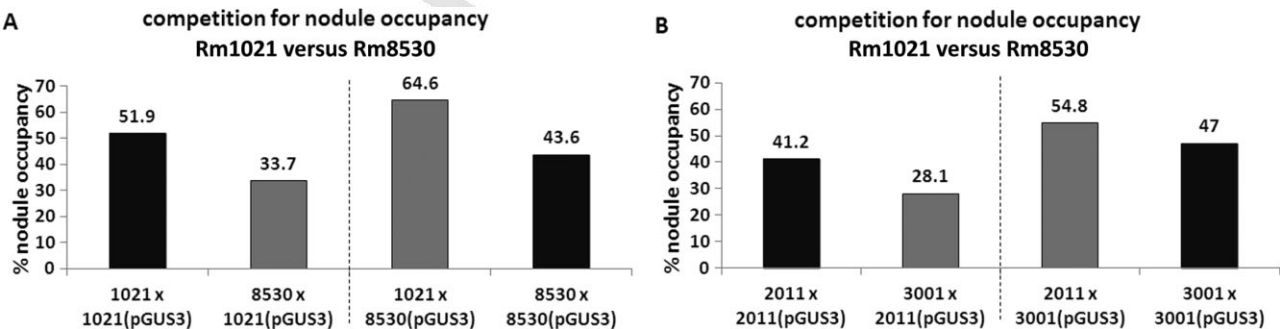 A
competition for nodule occupancy
Rm1021 versus Rm8530
% nodule occupancy
70
60
50
40
30
20
10
0
51.9
33.7
64.6
43.6
1021 x
1021(pGUS3)
8530 x
1021(pGUS3)
1021 x
8530(pGUS3)
8530 x
8530(pGUS3)
B
competition for nodule occupancy
Rm1021 versus Rm8530
% nodule occupancy
70
60
50
40
30
20
10
0
41.2
28.1
54.8
47
2011 x
2011(pGUS3)
3001 x
2011(pGUS3)
2011 x
3001(pGUS3)
3001 x
3001(pGUS3)